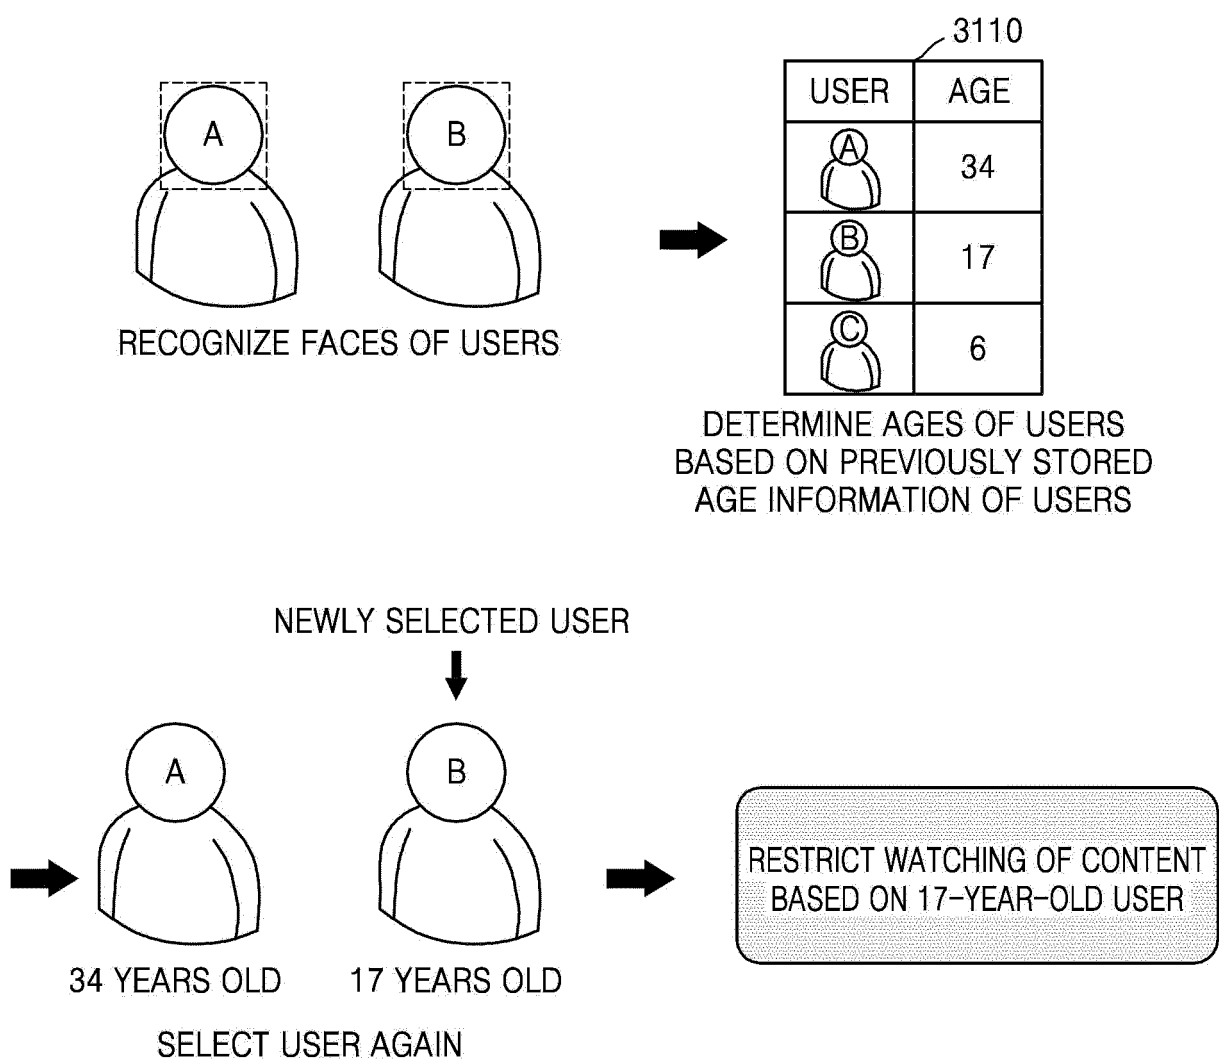 3110
A
B
USER AGE
A 34
B 17
C 6
RECOGNIZE FACES OF USERS
DETERMINE AGES OF USERS
BASED ON PREVIOUSLY STORED
AGE INFORMATION OF USERS
NEWLY SELECTED USER
A
B
34 YEARS OLD
17 YEARS OLD
SELECT USER AGAIN
RESTRICT WATCHING OF CONTENT
BASED ON 17-YEAR-OLD USER